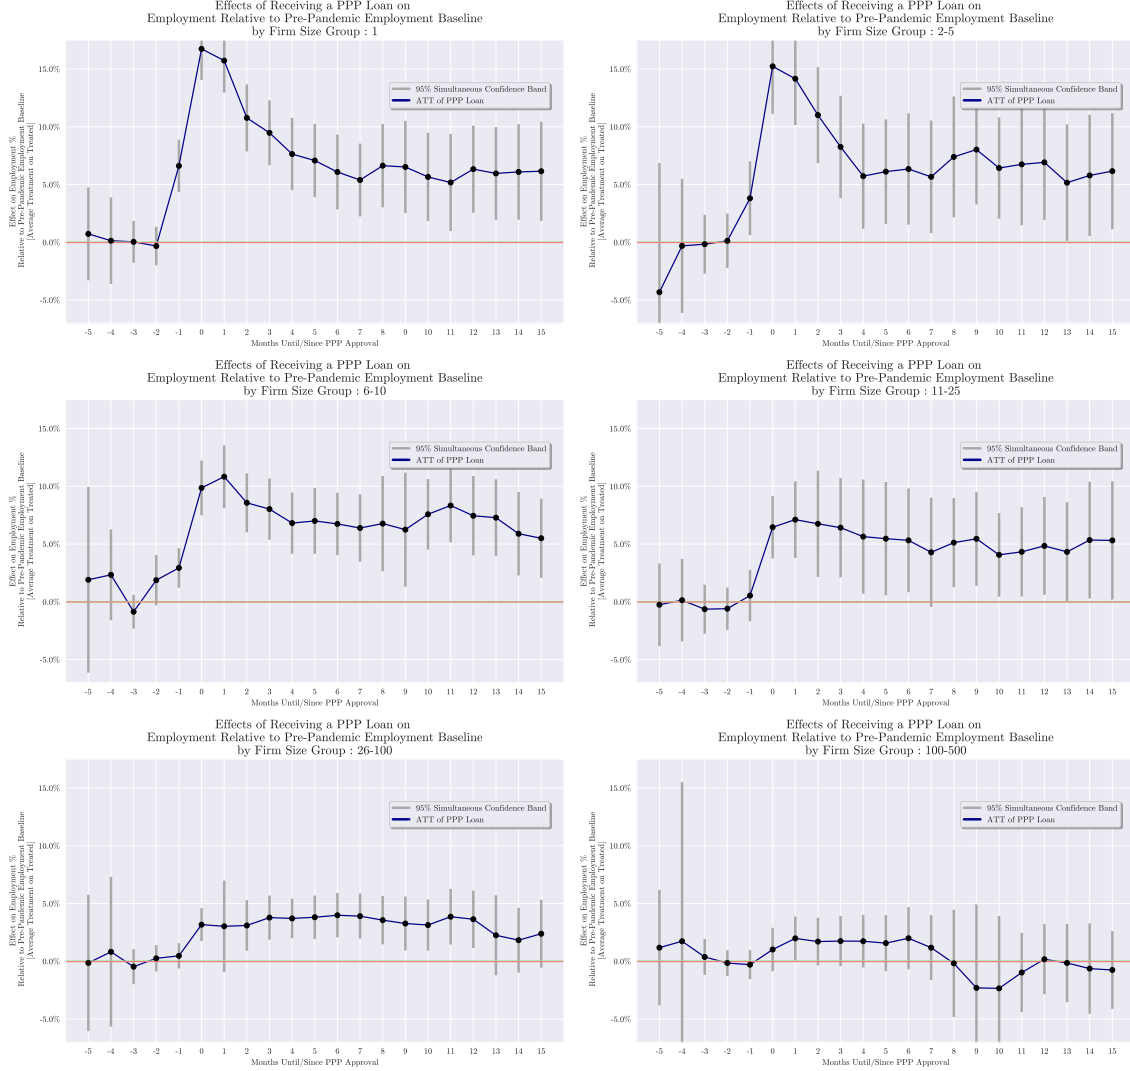 Effects of Receiving a PPP Loan on
Employment Relative to Pre-Pandemic Employment Baseline
by Firm Size Group : 1
Effect on Employment %
Relative to Pre-Pandemic Employment Baseline
[Average Treatment on Treated]
15.0%
10.0%
5.0%
0.0%
-5.0%
95% Simultaneous Confidence Band
ATT of PPP Loan
-5 -4 -3 -2 -1 0 1 2 3 4 5 6 7 8 9 10 11 12 13 14 15
Months Until/Since PPP Approval
Effects of Receiving a PPP Loan on
Employment Relative to Pre-Pandemic Employment Baseline
by Firm Size Group : 2-5
Effect on Employment %
Relative to Pre-Pandemic Employment Baseline
[Average Treatment on Treated]
15.0%
10.0%
5.0%
0.0%
-5.0%
95% Simultaneous Confidence Band
ATT of PPP Loan
-5 -4 -3 -2 -1 0 1 2 3 4 5 6 7 8 9 10 11 12 13 14 15
Months Until/Since PPP Approval
Effects of Receiving a PPP Loan on
Employment Relative to Pre-Pandemic Employment Baseline
by Firm Size Group : 6-10
Effect on Employment %
Relative to Pre-Pandemic Employment Baseline
[Average Treatment on Treated]
15.0%
10.0%
5.0%
0.0%
-5.0%
95% Simultaneous Confidence Band
ATT of PPP Loan
-5 -4 -3 -2 -1 0 1 2 3 4 5 6 7 8 9 10 11 12 13 14 15
Months Until/Since PPP Approval
Effects of Receiving a PPP Loan on
Employment Relative to Pre-Pandemic Employment Baseline
by Firm Size Group : 11-25
Effect on Employment %
Relative to Pre-Pandemic Employment Baseline
[Average Treatment on Treated]
15.0%
10.0%
5.0%
0.0%
-5.0%
95% Simultaneous Confidence Band
ATT of PPP Loan
-5 -4 -3 -2 -1 0 1 2 3 4 5 6 7 8 9 10 11 12 13 14 15
Months Until/Since PPP Approval
Effects of Receiving a PPP Loan on
Employment Relative to Pre-Pandemic Employment Baseline
by Firm Size Group : 26-100
Effect on Employment %
Relative to Pre-Pandemic Employment Baseline
[Average Treatment on Treated]
15.0%
10.0%
5.0%
0.0%
-5.0%
95% Simultaneous Confidence Band
ATT of PPP Loan
-5 -4 -3 -2 -1 0 1 2 3 4 5 6 7 8 9 10 11 12 13 14 15
Months Until/Since PPP Approval
Effects of Receiving a PPP Loan on
Employment Relative to Pre-Pandemic Employment Baseline
by Firm Size Group : 100-500
Effect on Employment %
Relative to Pre-Pandemic Employment Baseline
[Average Treatment on Treated]
15.0%
10.0%
5.0%
0.0%
-5.0%
95% Simultaneous Confidence Band
ATT of PPP Loan
-5 -4 -3 -2 -1 0 1 2 3 4 5 6 7 8 9 10 11 12 13 14 15
Months Until/Since PPP Approval